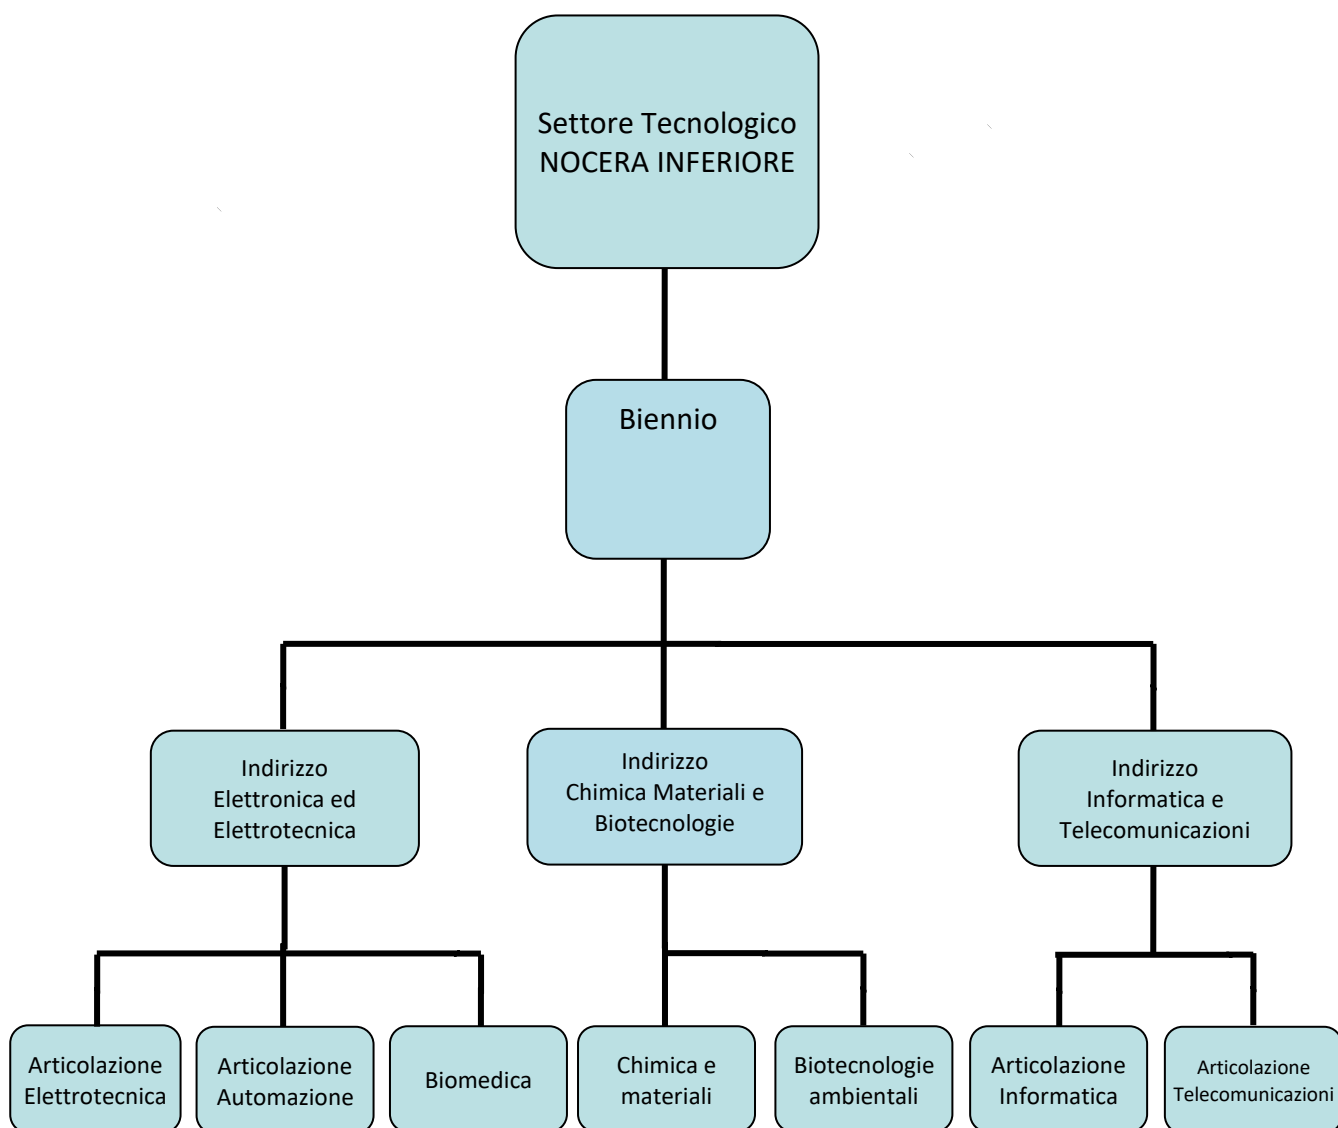 Settore Tecnologico
NOCERA INFERIORE
Biennio
Indirizzo
Elettronica ed
Elettrotecnica
Indirizzo
Chimica Materiali e
Biotecnologie
Indirizzo
Informatica e
Telecomunicazioni
Articolazione
Elettrotecnica
Articolazione
Automazione
Biomedica
Chimica e
materiali
Biotecnologie
ambientali
Articolazione
Informatica
Articolazione
Telecomunicazioni